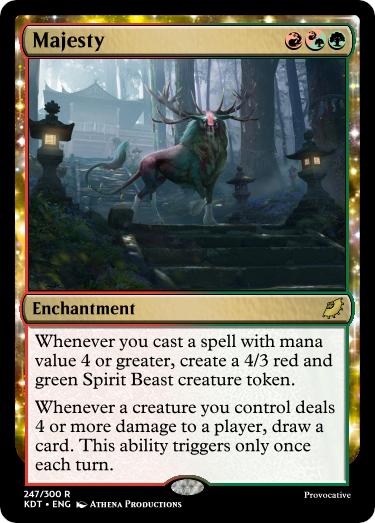 Majesty
Enchantment
Whenever you cast a spell with mana
value 4 or greater, create a 4/3 red and
green Spirit Beast creature token.
Whenever a creature you control deals
4 or more damage to a player, draw a
card. This ability triggers only once
each turn.
247/300 R
KDT • ENG Athena Productions
Provocative